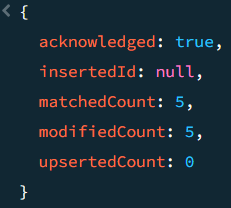 < {
acknowledged: true,
insertedId: null,
matchedCount: 5,
modifiedCount: 5,
upsertedCount: 0
}